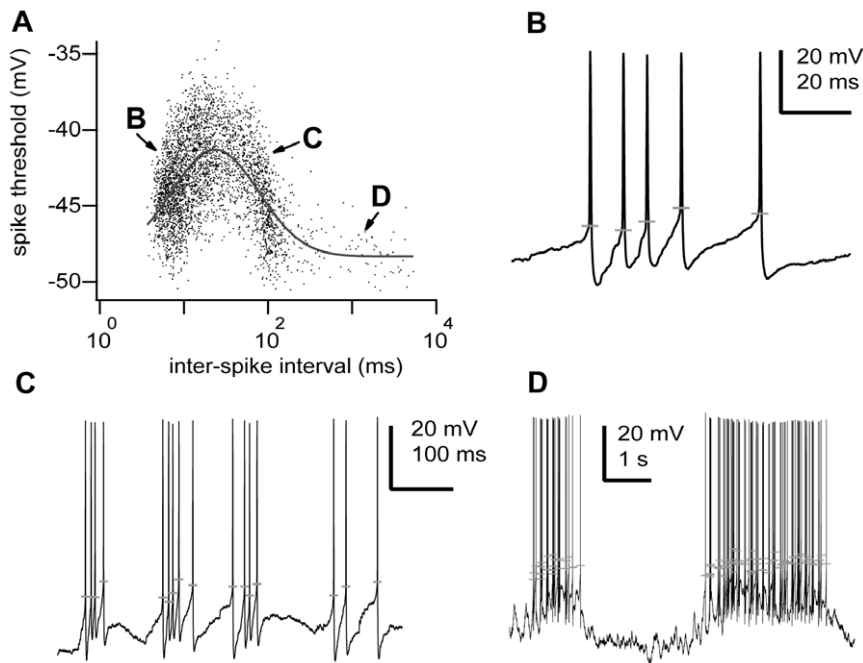 A
spike threshold (mV)
-35
-40
-45
-50
B
C
D
10^0
10^2
10^4
inter-spike interval (ms)
B
20 mV
20 ms
C
20 mV
100 ms
D
20 mV
1 s